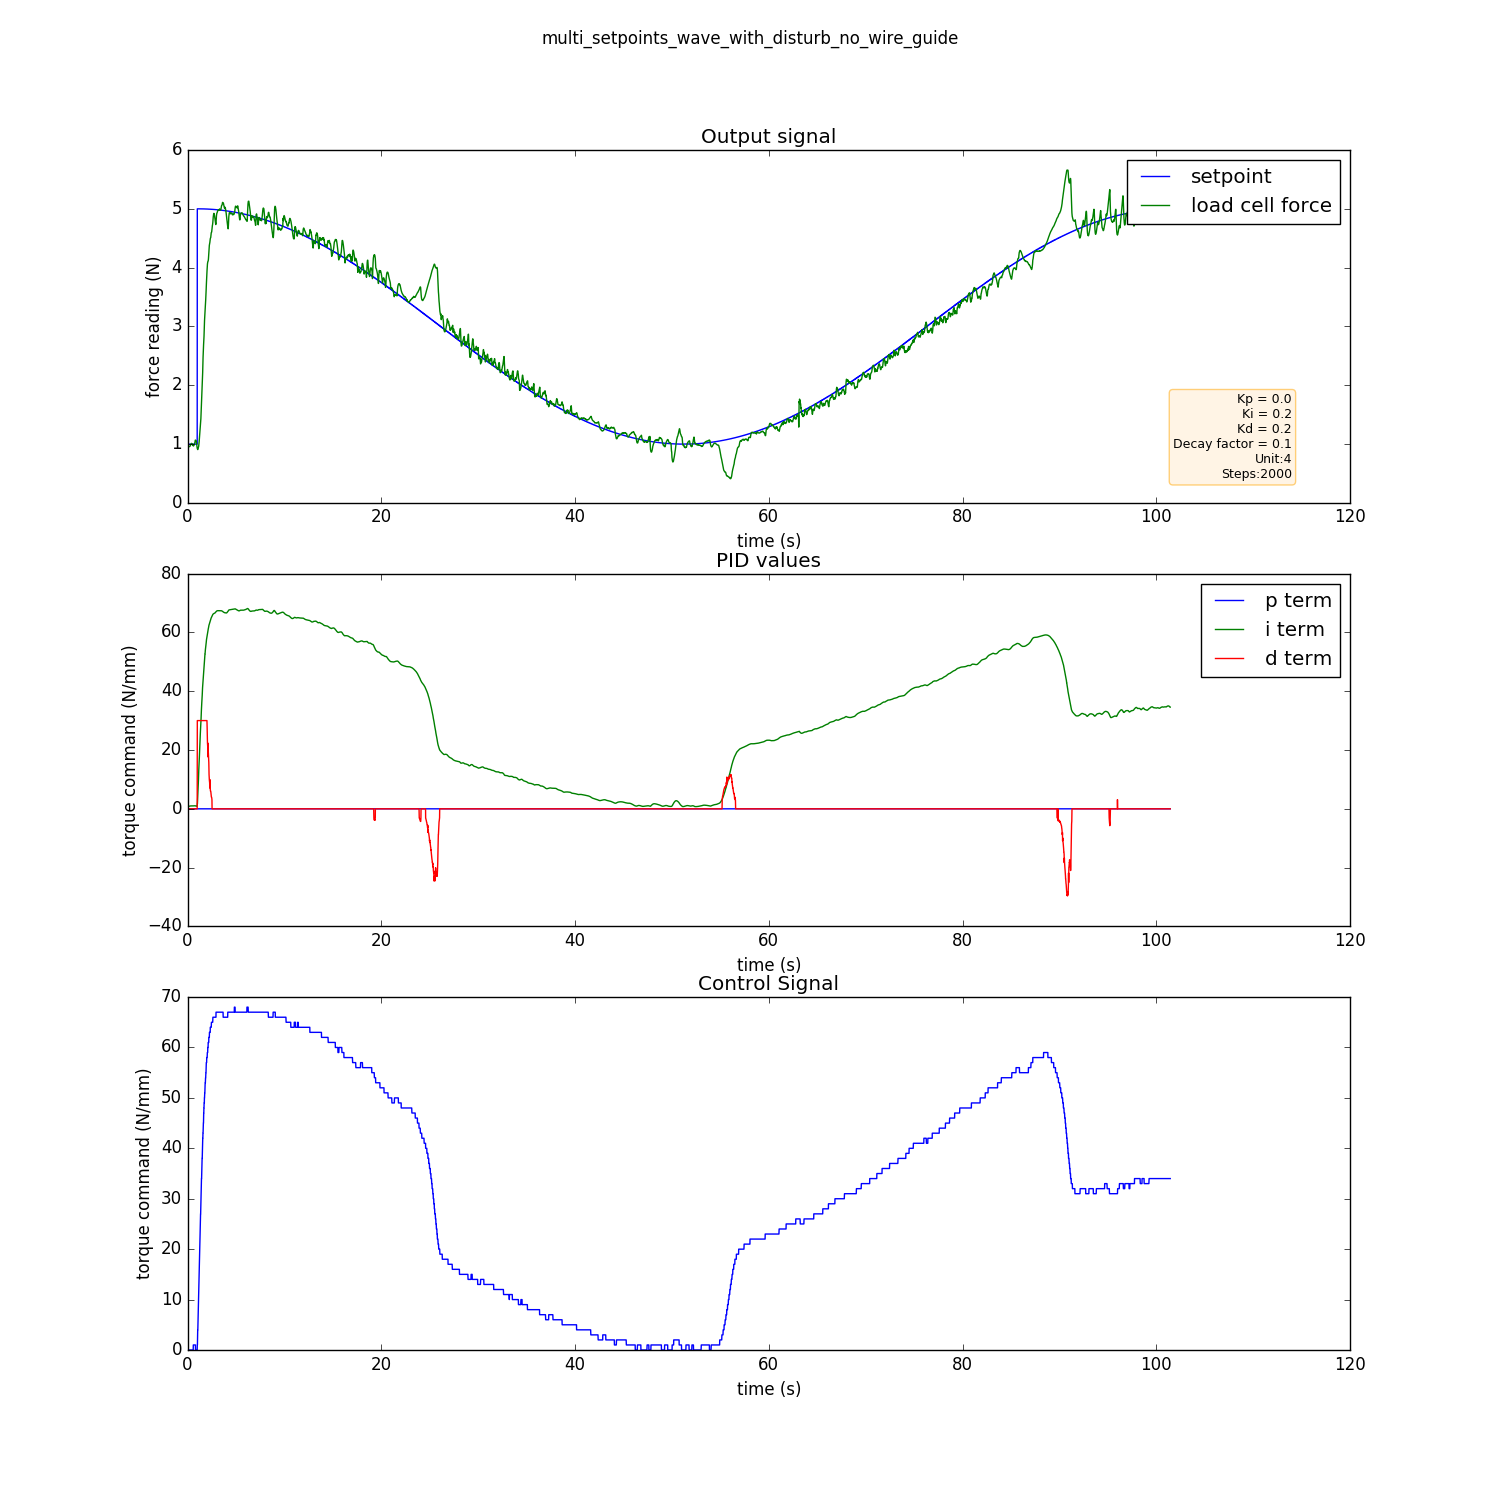 multi_setpoints_wave_with_disturb_no_wire_guide
Output signal
6
5
4
3
2
1
0
force reading (N)
setpoint
load cell force
Kp = 0.0
Ki = 0.2
Kd = 0.2
Decay factor = 0.1
Unit:4
Steps:2000
0 20 40 60 80 100 120
time (s)
PID values
80
60
40
20
0
−20
−40
torque command (N/mm)
p term
i term
d term
0 20 40 60 80 100 120
time (s)
Control Signal
70
60
50
40
30
20
10
0
torque command (N/mm)
0 20 40 60 80 100 120
time (s)